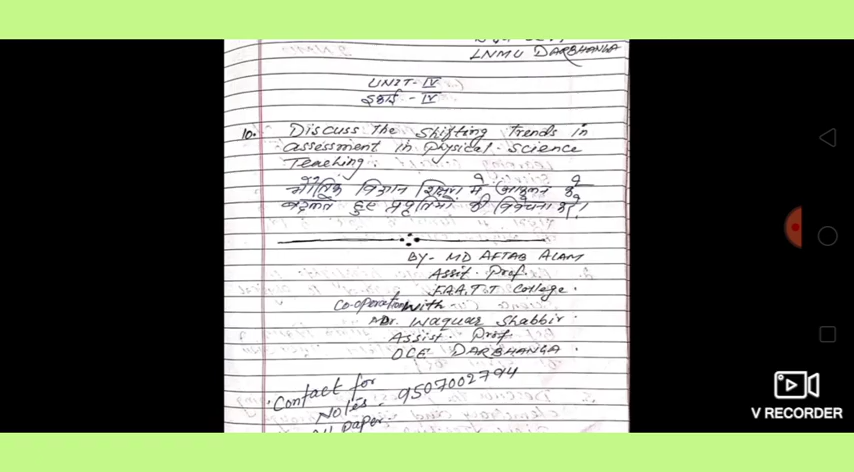 LNMU DARBHANGA
UNIT-IV
इकाई - IV
10. Discuss the shifting Trends in
assessment in Physical-Science
Teaching.
भौतिक विज्ञान शिक्षण में आकलन के
बदलते हुए प्रवृतियों की विवेचना करें।
BY- MD AFTAB ALAM
Assit. Prof.
F.A.A.T.T College.
Co-operation with-
Mr. Waquar Shabbir.
Assist. Prof
OCE DARBHANGA.
Contact for
Notes. 9507002794
paper.
V RECORDER